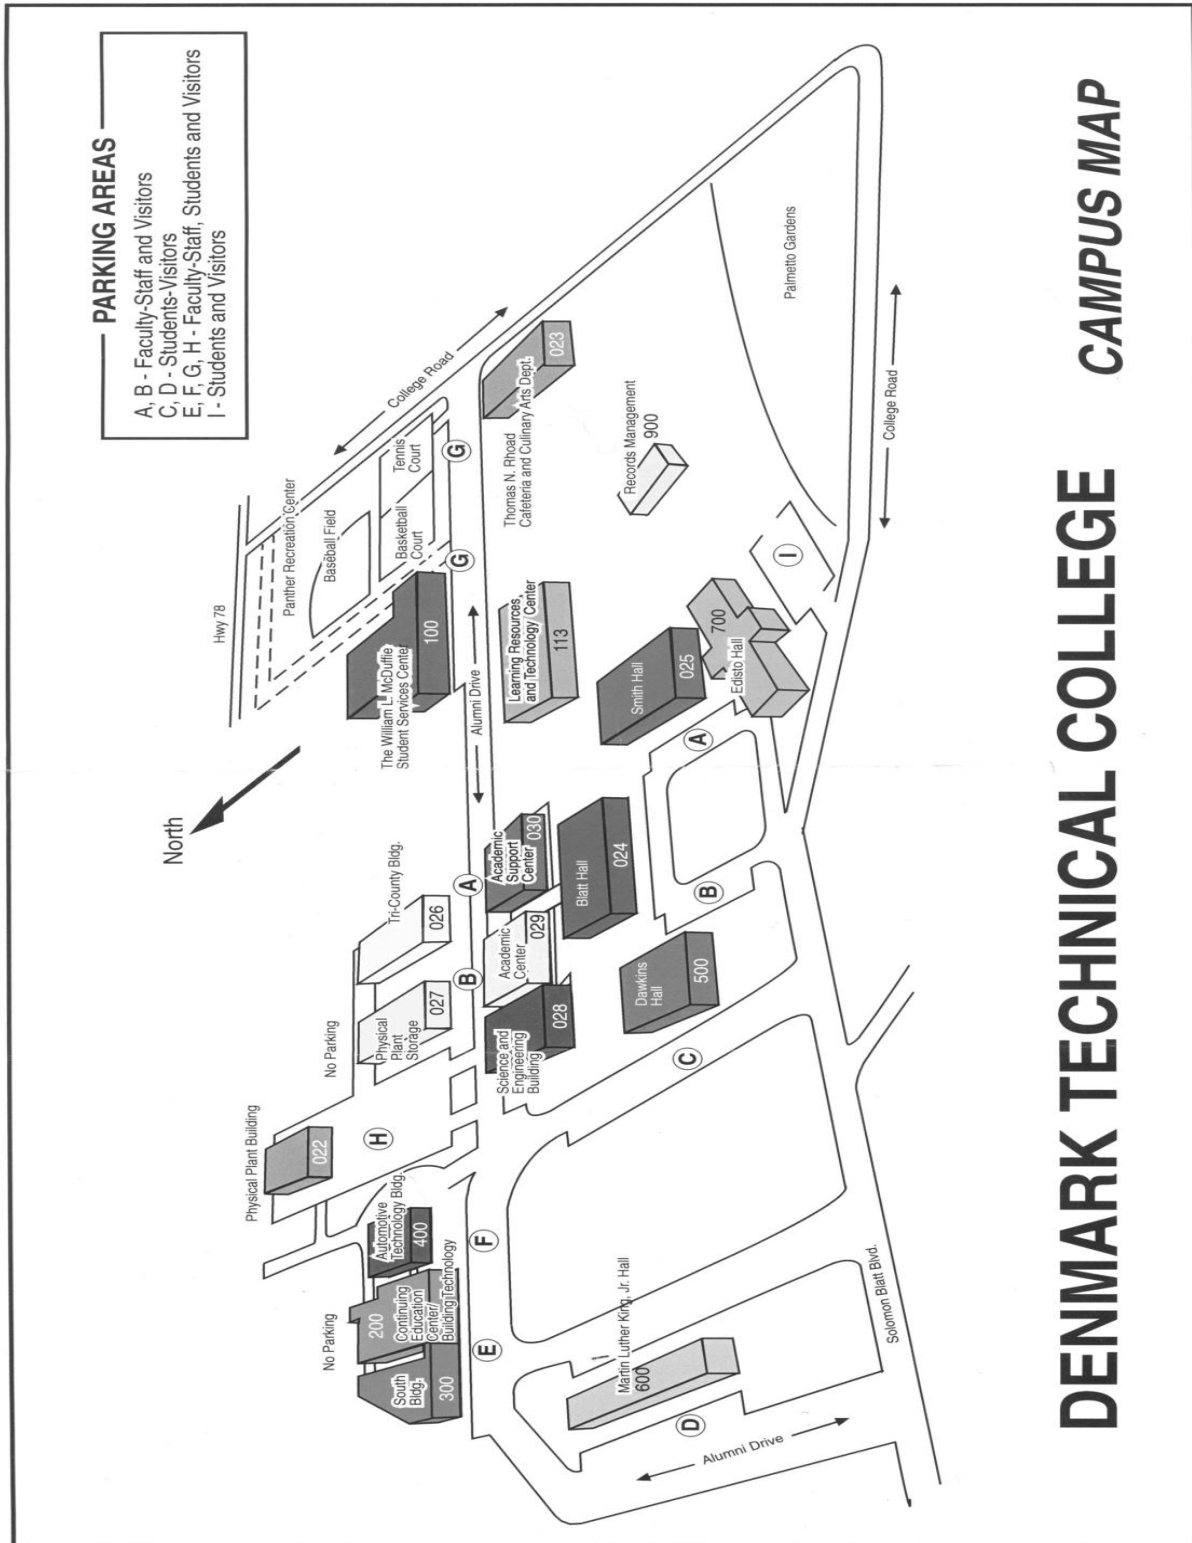 PARKING AREAS
A, B - Faculty-Staff and Visitors
C, D - Students-Visitors
E, F, G, H - Faculty-Staff, Students and Visitors
I - Students and Visitors
North
Hwy 78
Panther Recreation Center
Baseball Field
Basketball
Court
Tennis
Court
College Road
G
G
100
The William L. McDuffie
Student Services Center
Alumni Drive
023
Thomas N. Rhoad
Cafeteria and Culinary Arts Dept.
Records Management
900
Palmetto Gardens
College Road
I
Learning Resources
and Technology Center
113
Smith Hall
025
700
Edisto Hall
A
B
Tri-County Bldg.
026
A
Academic
Support
Center
030
Blatt Hall
024
No Parking
Physical
Plant
Storage
027
B
Academic
Center
029
Science and
Engineering
Building
028
Dawkins
Hall
500
C
Physical Plant Building
022
H
Automotive
Technology Bldg.
400
No Parking
200
Continuing
Education
Center/
Building Technology
South
Bldg.
300
F
E
Martin Luther King, Jr. Hall
600
D
Alumni Drive
Solomon Blatt Blvd.
DENMARK TECHNICAL COLLEGE CAMPUS MAP